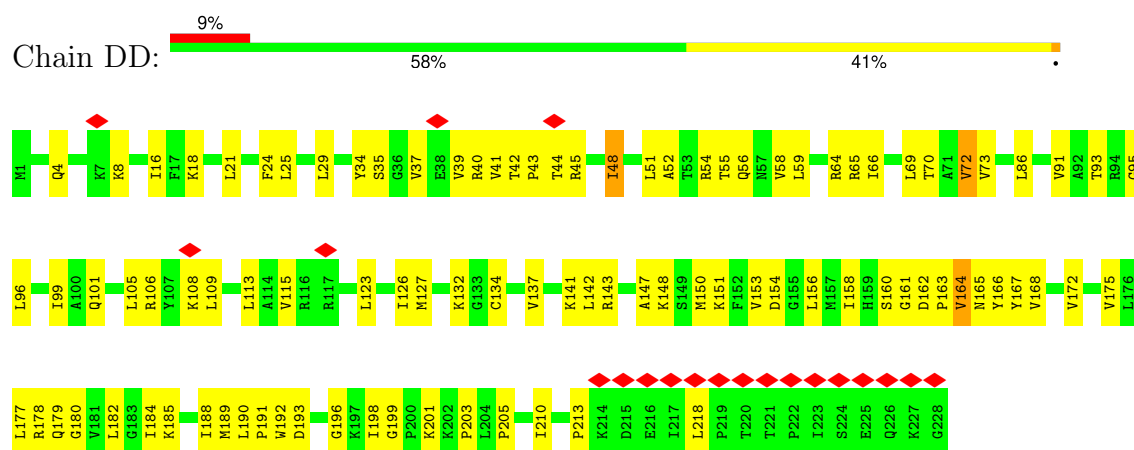 9%
Chain DD:
58% 41% •
M1 Q4 K7 K8 I16 F17 K18 L21 F24 L25 L29 Y34 S35 G36 V37 E38 V39 R40 V41 T42 P43 T44 R45 I48 L51 A52 T53 R54 T55 Q56 N57 V58 L59 R64 R65 I66 L69 T70 A71 V72 V73 L86 V91 A92 T93 R94 C95
L96 I99 A100 Q101 L105 R106 Y107 K108 L109 L113 A114 V115 R116 R117 L123 I126 M127 K132 G133 C134 V137 K141 L142 R143 A147 K148 S149 M150 K151 F152 V153 D154 G155 L156 M157 I158 H159 S160 G161 D162 P163 V164 N165 Y166 Y167 V168 V172 V175 L176
L177 R178 Q179 G180 V181 L182 G183 I184 K185 I188 M189 L190 P191 W192 D193 G196 K197 I198 G199 P200 K201 K202 P203 L204 P205 I210 P213 K214 D215 E216 I217 L218 P219 T220 T221 P222 I223 S224 E225 Q226 K227 G228